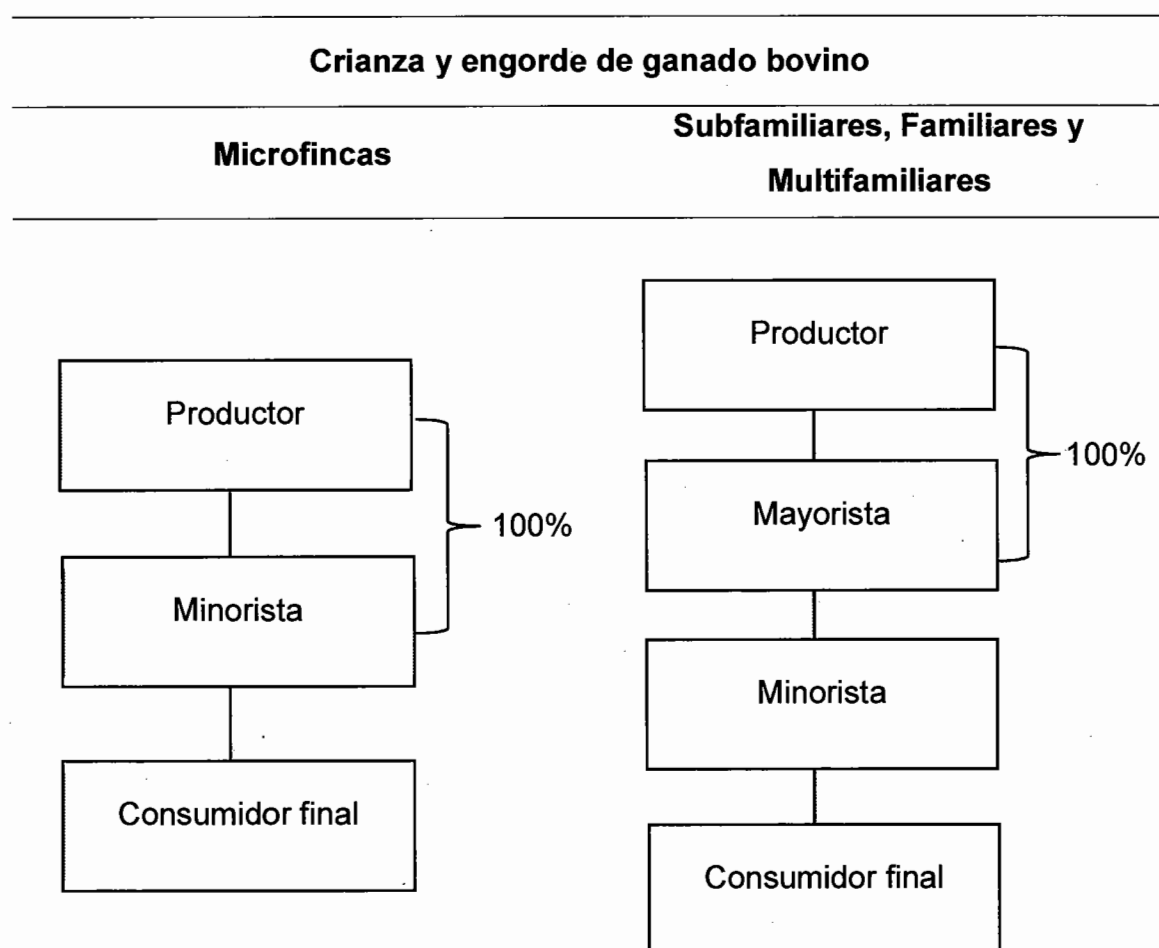 Crianza y engorde de ganado bovino
Microfincas
Subfamiliares, Familiares y
Multifamiliares
Productor
Minorista
Consumidor final
100%
Productor
Mayorista
Minorista
Consumidor final
100%